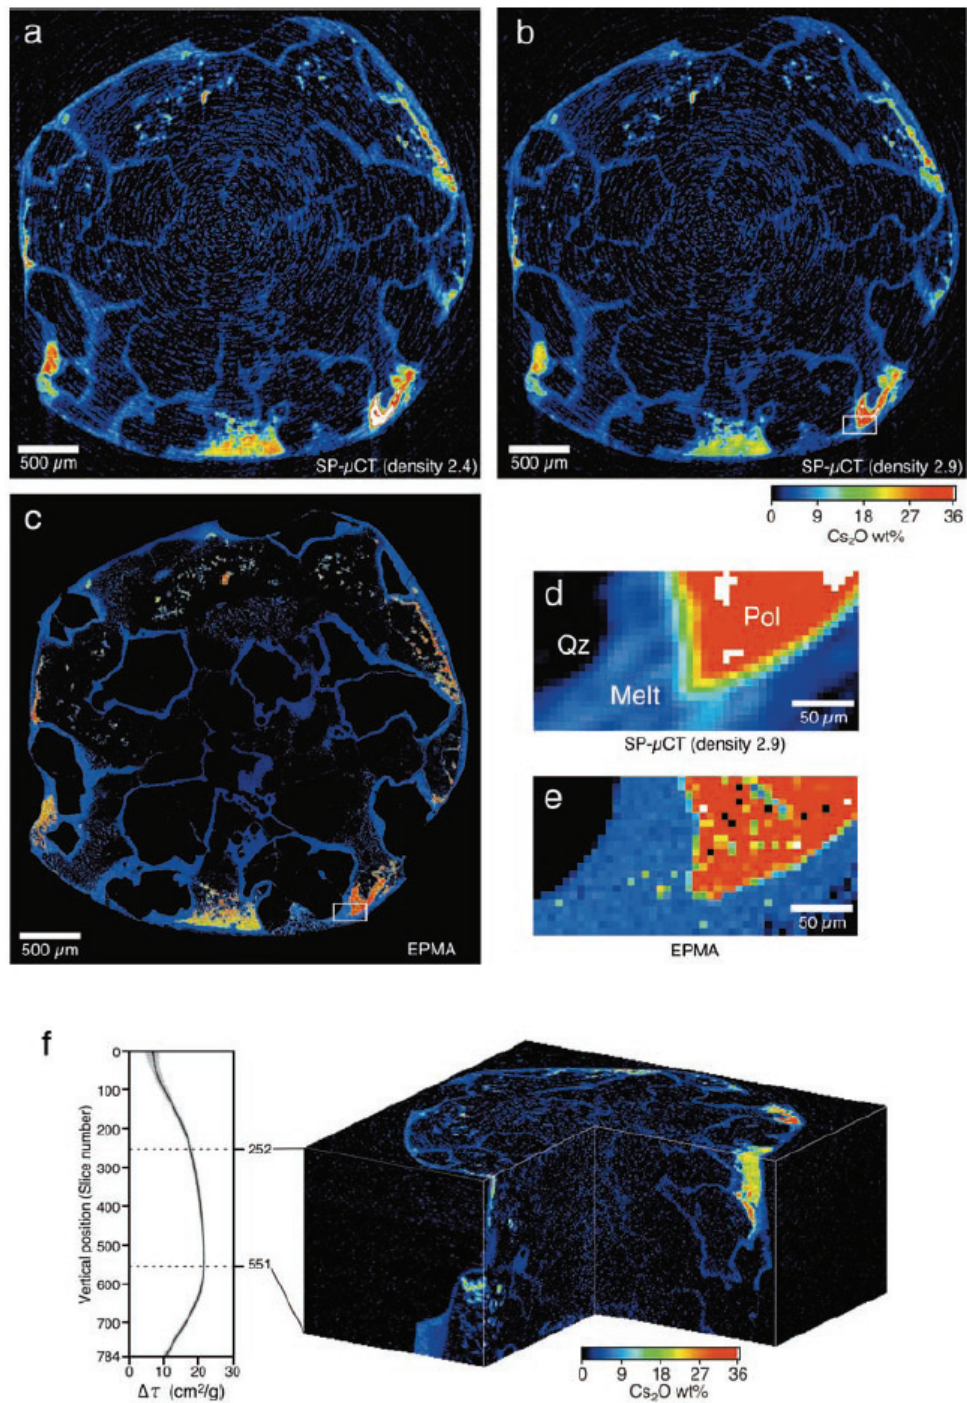 a
b
500 µm
SP-µCT (density 2.4)
500 µm
SP-µCT (density 2.9)
c
0 9 18 27 36
Cs₂O wt%
d
Qz
Pol
Melt
50 µm
SP-µCT (density 2.9)
e
50 µm
EPMA
500 µm
EPMA
f
Vertical position (Slice number)
0
100
200
252
300
400
500
551
600
700
784
0 10 20 30
Δτ (cm²/g)
0 9 18 27 36
Cs₂O wt%